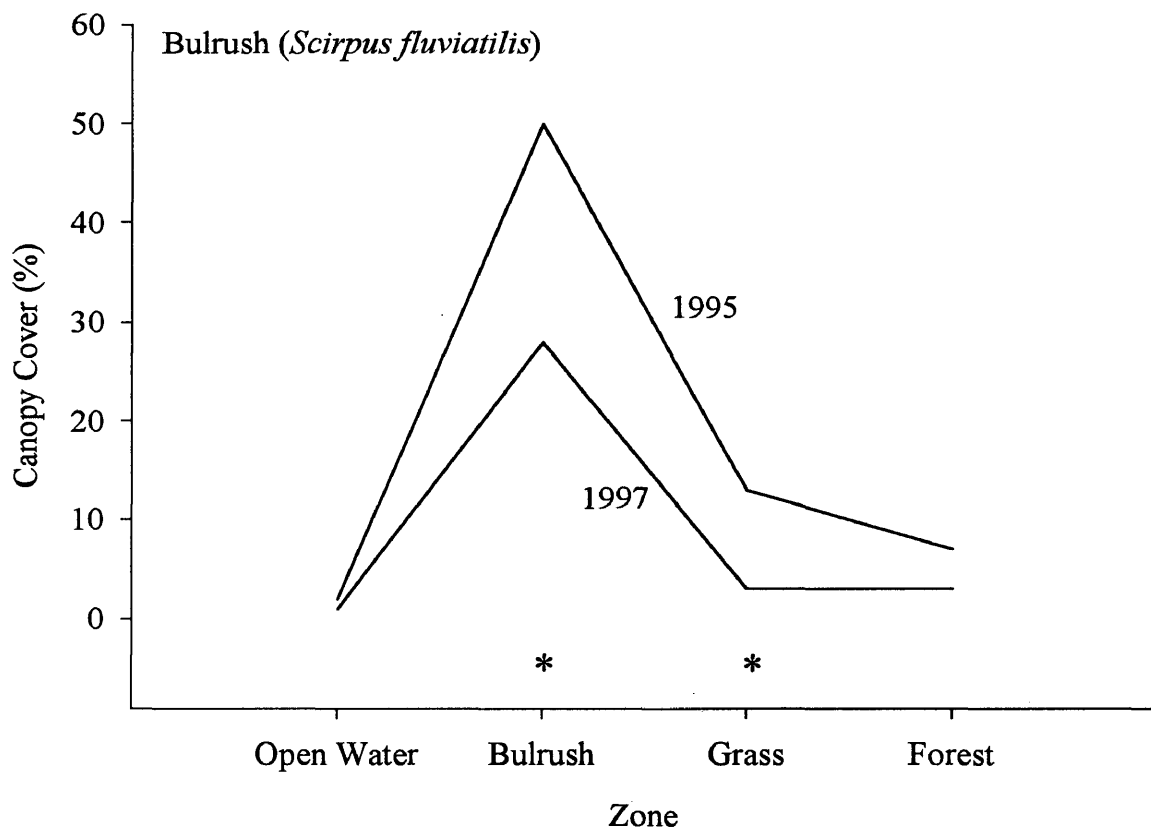 Bulrush (Scirpus fluviatilis)
60
50
40
30
20
10
0
Canopy Cover (%)
1995
1997
* *
Open Water Bulrush Grass Forest
Zone